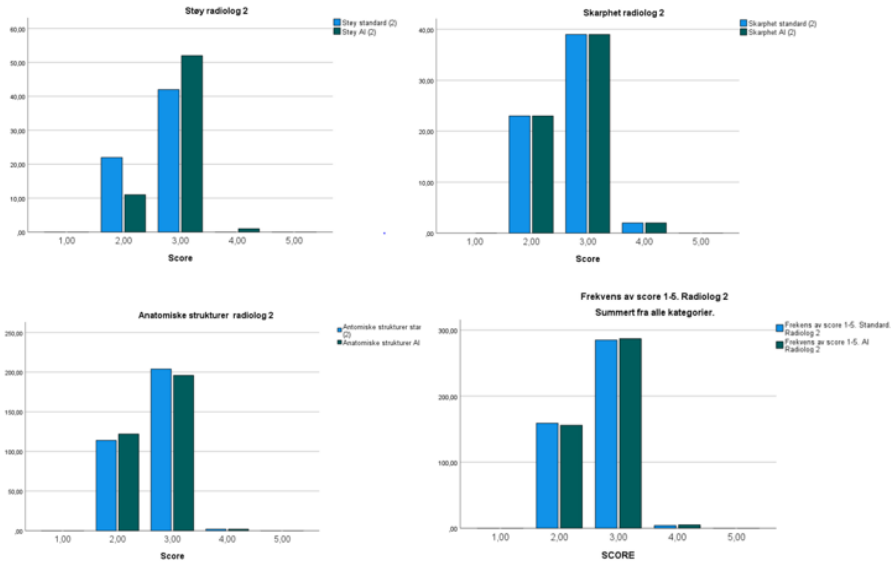 Støy radiolog 2
Støy standard (2)
Støy AI (2)
60,00
50,00
40,00
30,00
20,00
10,00
,00
1,00 2,00 3,00 4,00 5,00
Score
Skarphet radiolog 2
Skarphet standard (2)
Skarphet AI (2)
40,00
30,00
20,00
10,00
,00
1,00 2,00 3,00 4,00 5,00
Score
Anatomiske strukturer radiolog 2
Antomiske strukturer star
(2)
Anatomiske strukturer AI
250,00
200,00
150,00
100,00
50,00
,00
1,00 2,00 3,00 4,00 5,00
Score
Frekvens av score 1-5. Radiolog 2
Summert fra alle kategorier.
Frekens av score 1-5. Standard.
Radiolog 2
Frekvens av score 1-5. AI
Radiolog 2
300,00
200,00
100,00
,00
1,00 2,00 3,00 4,00 5,00
SCORE